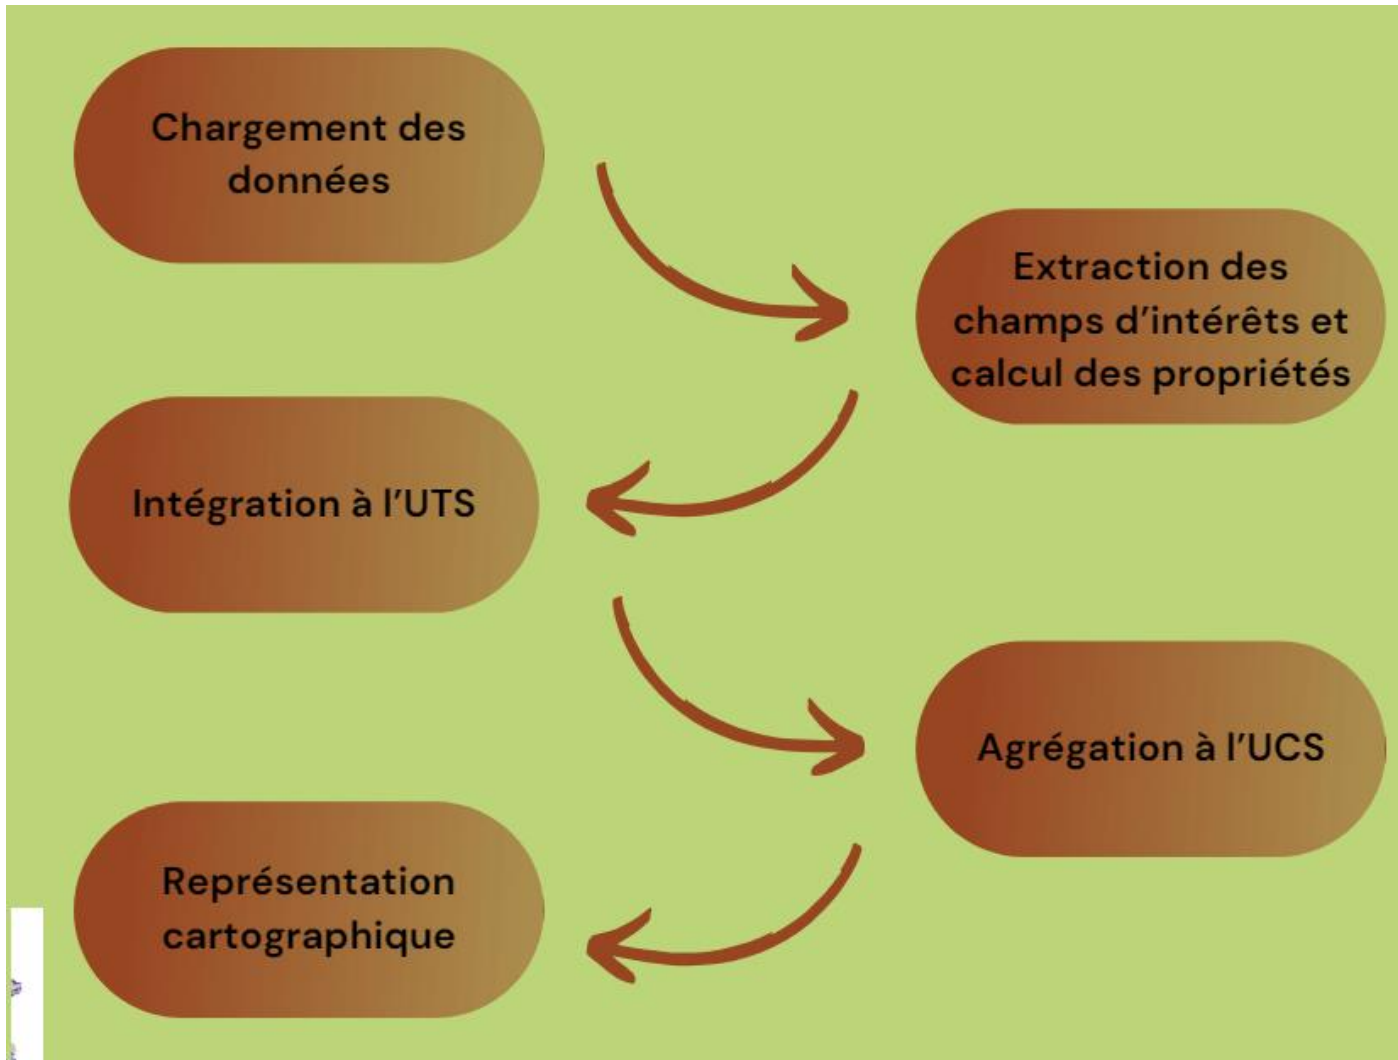 Chargement des
données
Extraction des
champs d'intérêts et
calcul des propriétés
Intégration à l'UTS
Agrégation à l'UCS
Représentation
cartographique